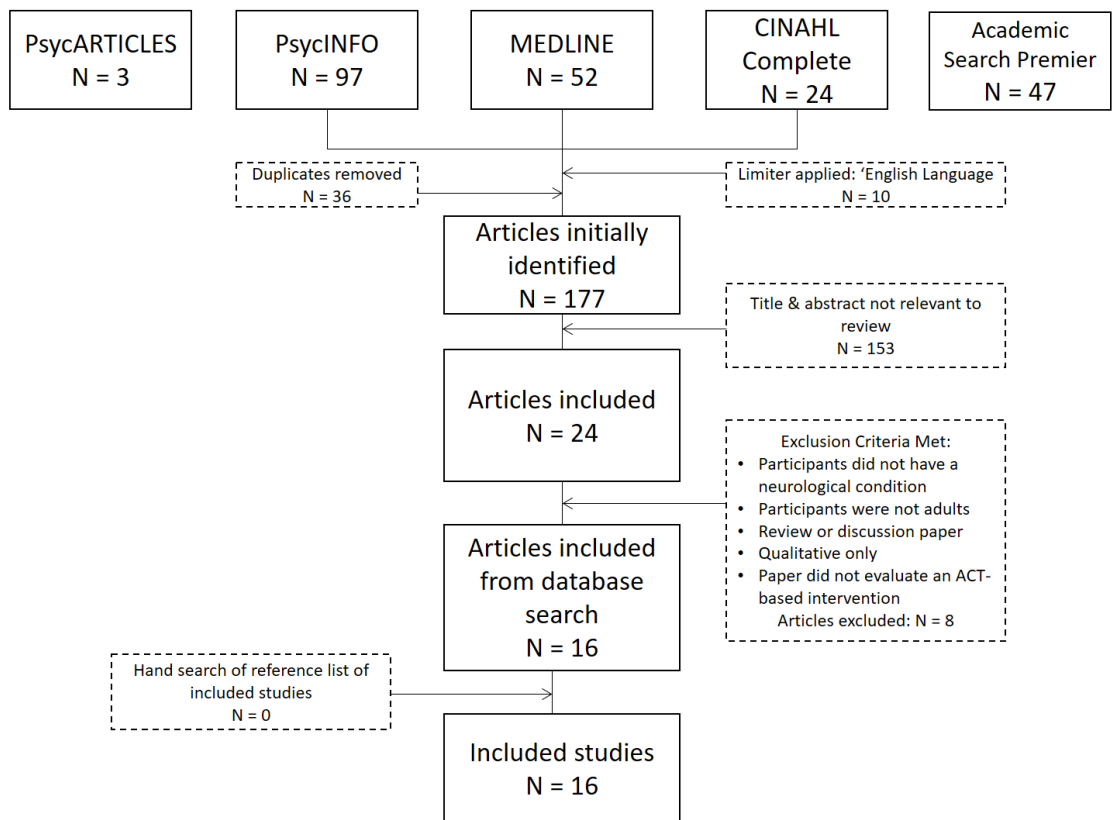 PsycARTICLES
N = 3
PsycINFO
N = 97
MEDLINE
N = 52
CINAHL
Complete
N = 24
Academic
Search Premier
N = 47
Duplicates removed
N = 36
Limiter applied: ‘English Language
N = 10
Articles initially
identified
N = 177
Title & abstract not relevant to
review
N = 153
Articles included
N = 24
Exclusion Criteria Met:
• Participants did not have a
neurological condition
• Participants were not adults
• Review or discussion paper
• Qualitative only
• Paper did not evaluate an ACT-
based intervention
Articles excluded: N = 8
Articles included
from database
search
N = 16
Hand search of reference list of
included studies
N = 0
Included studies
N = 16